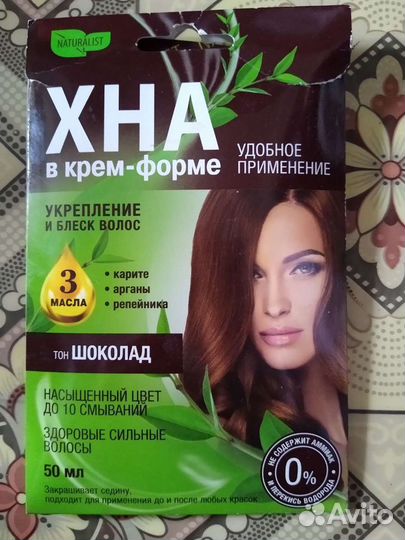 NATURALIST
ХНА
в крем-форме
УДОБНОЕ
ПРИМЕНЕНИЕ
УКРЕПЛЕНИЕ
И БЛЕСК ВОЛОС
3
МАСЛА
• карите
• арганы
• репейника
тон ШОКОЛАД
НАСЫЩЕННЫЙ ЦВЕТ
ДО 10 СМЫВАНИЙ
ЗДОРОВЫЕ СИЛЬНЫЕ
ВОЛОСЫ
50 мл
• НЕ СОДЕРЖИТ АММИАК •
0%
И ПЕРЕКИСЬ ВОДОРОДА
Закрашивает седину,
подходит для применения до и после любых красок.
Avito